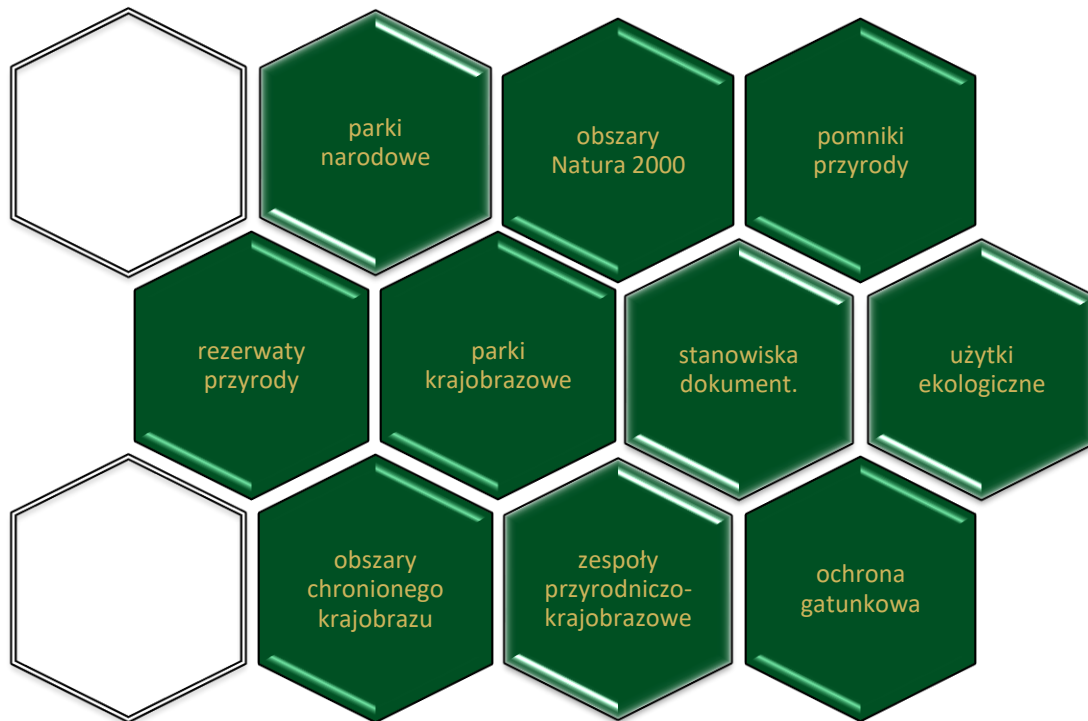 parki
narodowe
obszary
Natura 2000
pomniki
przyrody
rezerwaty
przyrody
parki
krajobrazowe
stanowiska
dokument.
użytki
ekologiczne
obszary
chronionego
krajobrazu
zespoły
przyrodniczo-
krajobrazowe
ochrona
gatunkowa